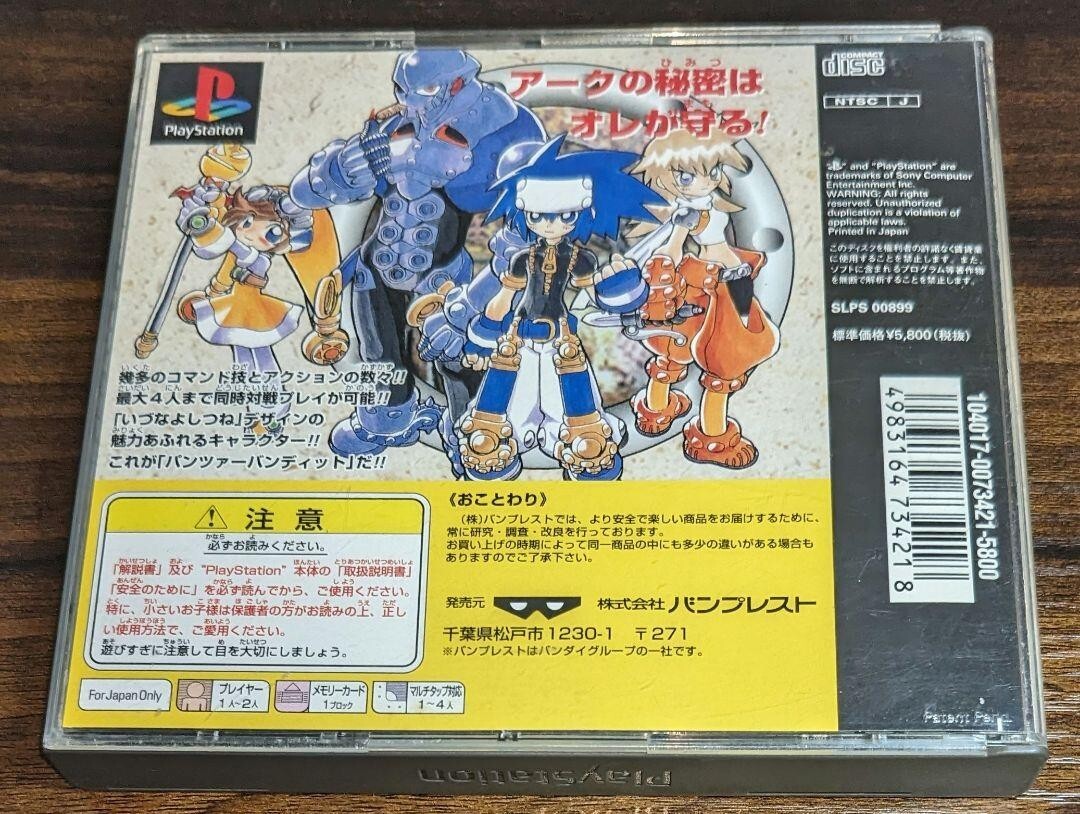 PlayStation
アークの秘密は
オレが守る!
幾多のコマンド技とアクションの数々!!
最大4人まで同時対戦プレイが可能!!
「いづなよしつね」デザインの
魅力あふれるキャラクター!!
これが「パンツァーバンディット」だ!!
COMPACT
disc
NTSC J
"PS" and "PlayStation" are
trademarks of Sony Computer
Entertainment Inc.
WARNING: All rights
reserved. Unauthorized
duplication is a violation of
applicable laws.
Printed in Japan
このディスクを権利者の許諾なく賃貸業
に使用することを禁止します。また、
ソフトに含まれるプログラム等著作物
を無断で解析することを禁止します。
SLPS 00899
標準価格¥5,800(税抜)
104017-0073421-5800
4983164734218
注意
必ずお読みください。
「解説書」及び "PlayStation" 本体の「取扱説明書」
「安全のために」を必ず読んでから、ご使用ください。
特に、小さいお子様は保護者の方がお読みの上、正し
い使用方法で、ご愛用ください。
遊びすぎに注意して目を大切にしましょう。
《おことわり》
(株)バンプレストでは、より安全で楽しい商品をお届けするために、
常に研究・調査・改良を行っております。
お買い上げの時期によって同一商品の中にも多少の違いがある場合も
ありますのでご了承下さい。
発売元 株式会社 バンプレスト
千葉県松戸市1230-1 〒271
※バンプレストはバンダイグループの一社です。
For Japan Only
プレイヤー
1人~2人
メモリーカード
1ブロック
マルチタップ対応
1~4人
Patent Pend.
PlayStation